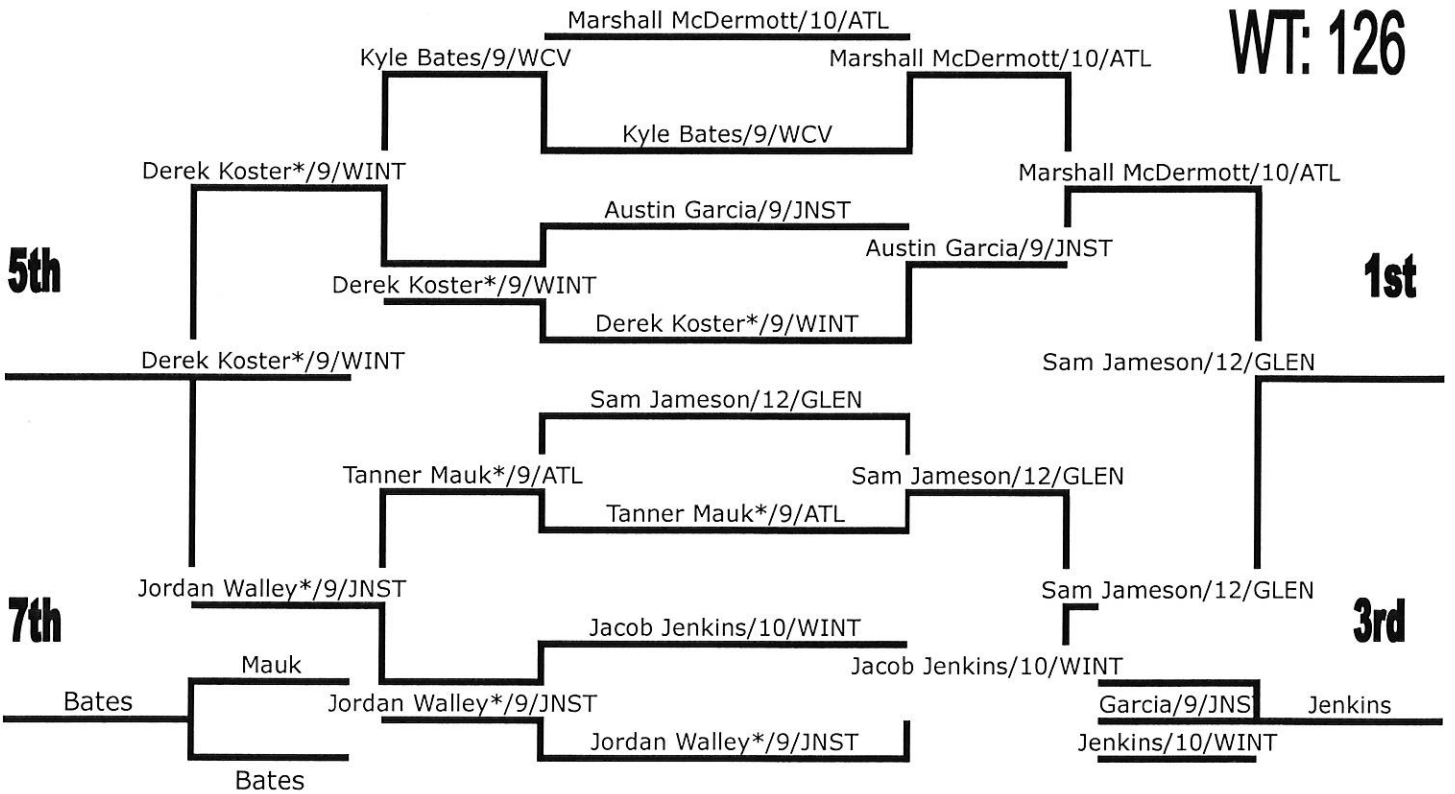 Marshall McDermott/10/ATL
WT: 126
Kyle Bates/9/WCV
Marshall McDermott/10/ATL
Kyle Bates/9/WCV
Derek Koster*/9/WINT
Marshall McDermott/10/ATL
Austin Garcia/9/JNST
Austin Garcia/9/JNST
5th
1st
Derek Koster*/9/WINT
Derek Koster*/9/WINT
Derek Koster*/9/WINT
Sam Jameson/12/GLEN
Sam Jameson/12/GLEN
Tanner Mauk*/9/ATL
Sam Jameson/12/GLEN
Tanner Mauk*/9/ATL
Jordan Walley*/9/JNST
Sam Jameson/12/GLEN
7th
3rd
Jacob Jenkins/10/WINT
Mauk
Jacob Jenkins/10/WINT
Bates
Jordan Walley*/9/JNST
Garcia/9/JNST
Jenkins
Jordan Walley*/9/JNST
Jenkins/10/WINT
Bates